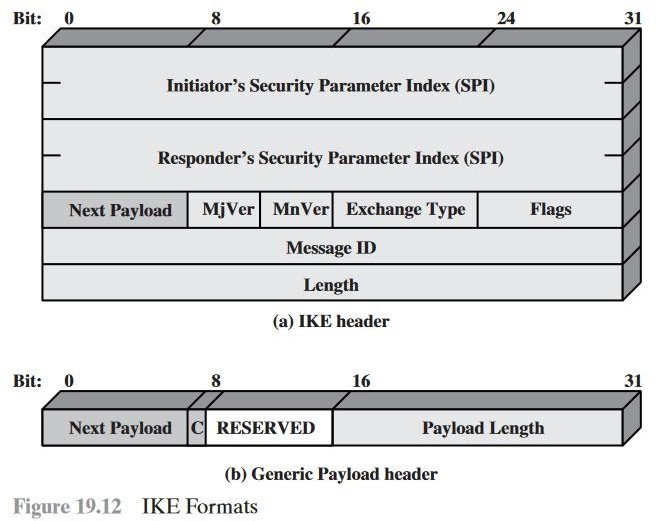 Bit: 0 8 16 24 31
Initiator's Security Parameter Index (SPI)
Responder's Security Parameter Index (SPI)
Next Payload MjVer MnVer Exchange Type Flags
Message ID
Length
(a) IKE header
Bit: 0 8 16 31
Next Payload C RESERVED Payload Length
(b) Generic Payload header
Figure 19.12 IKE Formats